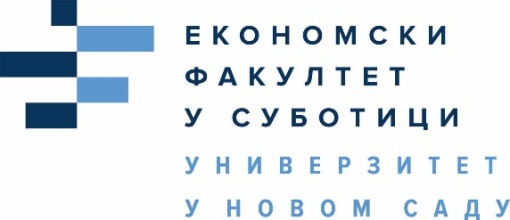 ЕКОНОМСКИ
ФАКУЛТЕТ
У СУБОТИЦИ
УНИВЕРЗИТЕТ
У НОВОМ САДУ